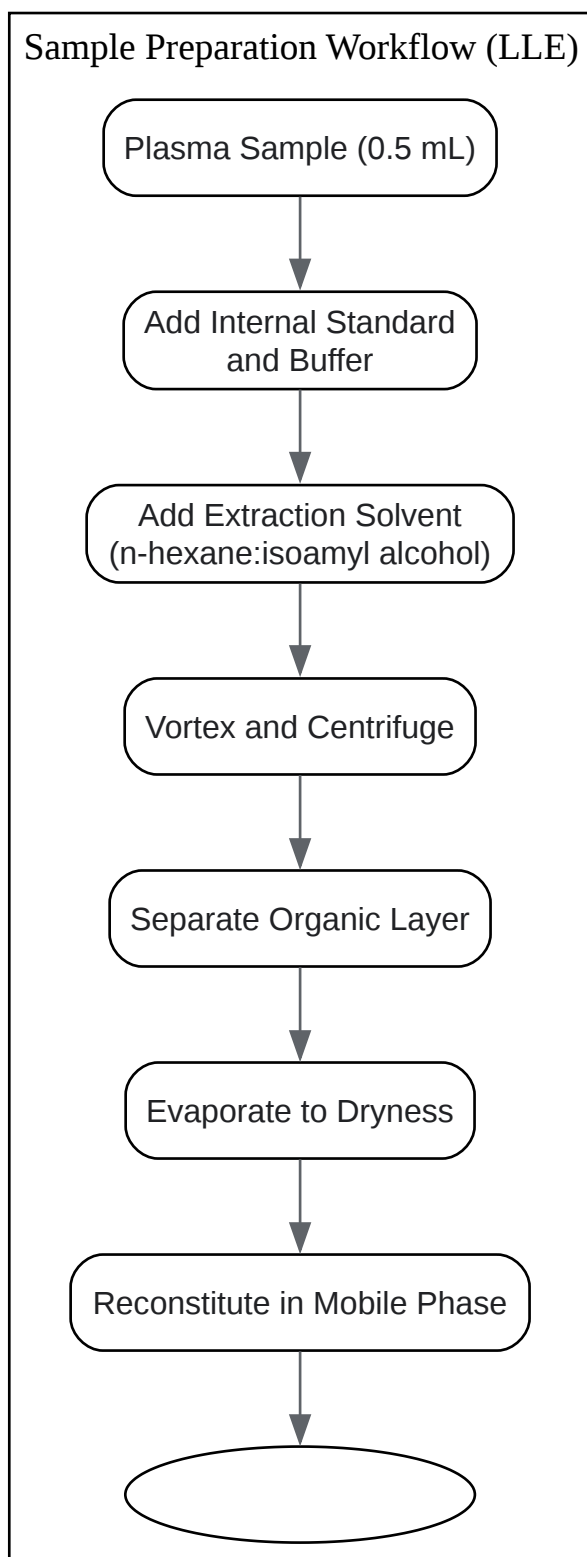 Sample Preparation Workflow (LLE)
Plasma Sample (0.5 mL)
Add Internal Standard
and Buffer
Add Extraction Solvent
(n-hexane:isoamyl alcohol)
Vortex and Centrifuge
Separate Organic Layer
Evaporate to Dryness
Reconstitute in Mobile Phase